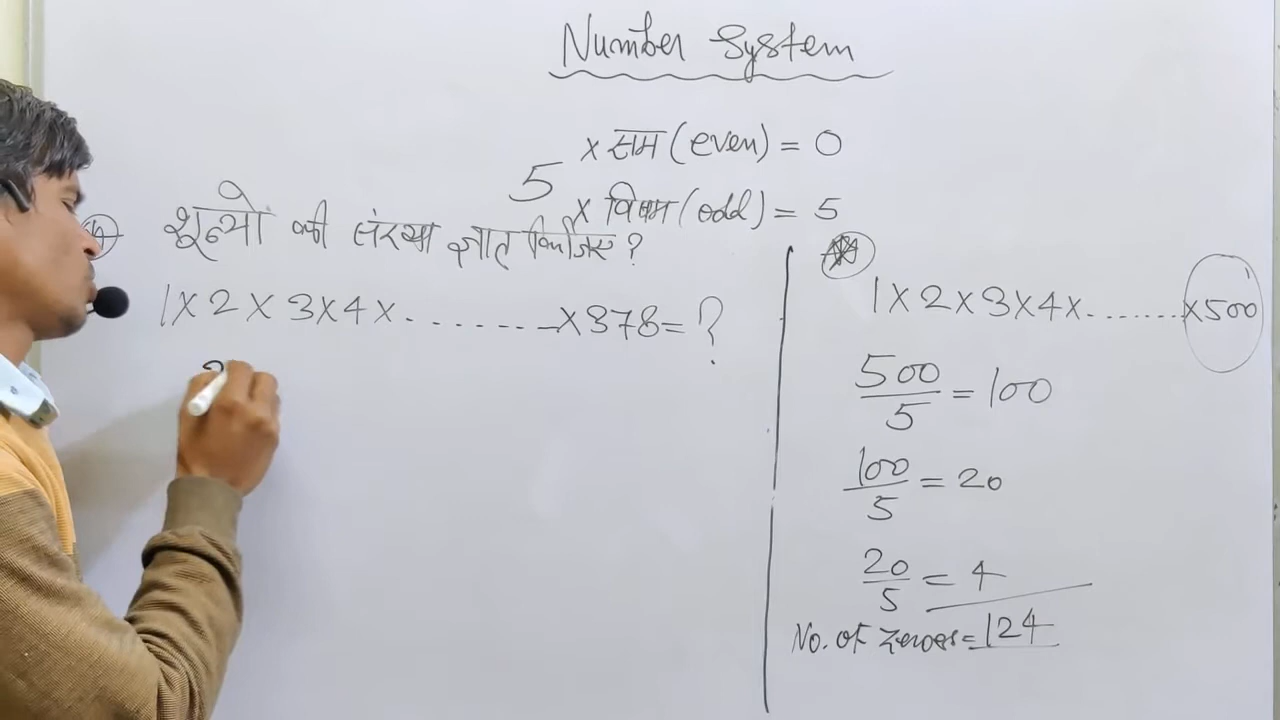 Number System
5
× सम (even) = 0
× विषम (odd) = 5
शून्यो की संख्या ज्ञात किजिए ?
1×2×3×4×........×378= ?
1×2×3×4×.......×500
500/5 = 100
100/5 = 20
20/5 = 4
No. of Zeroes = 124